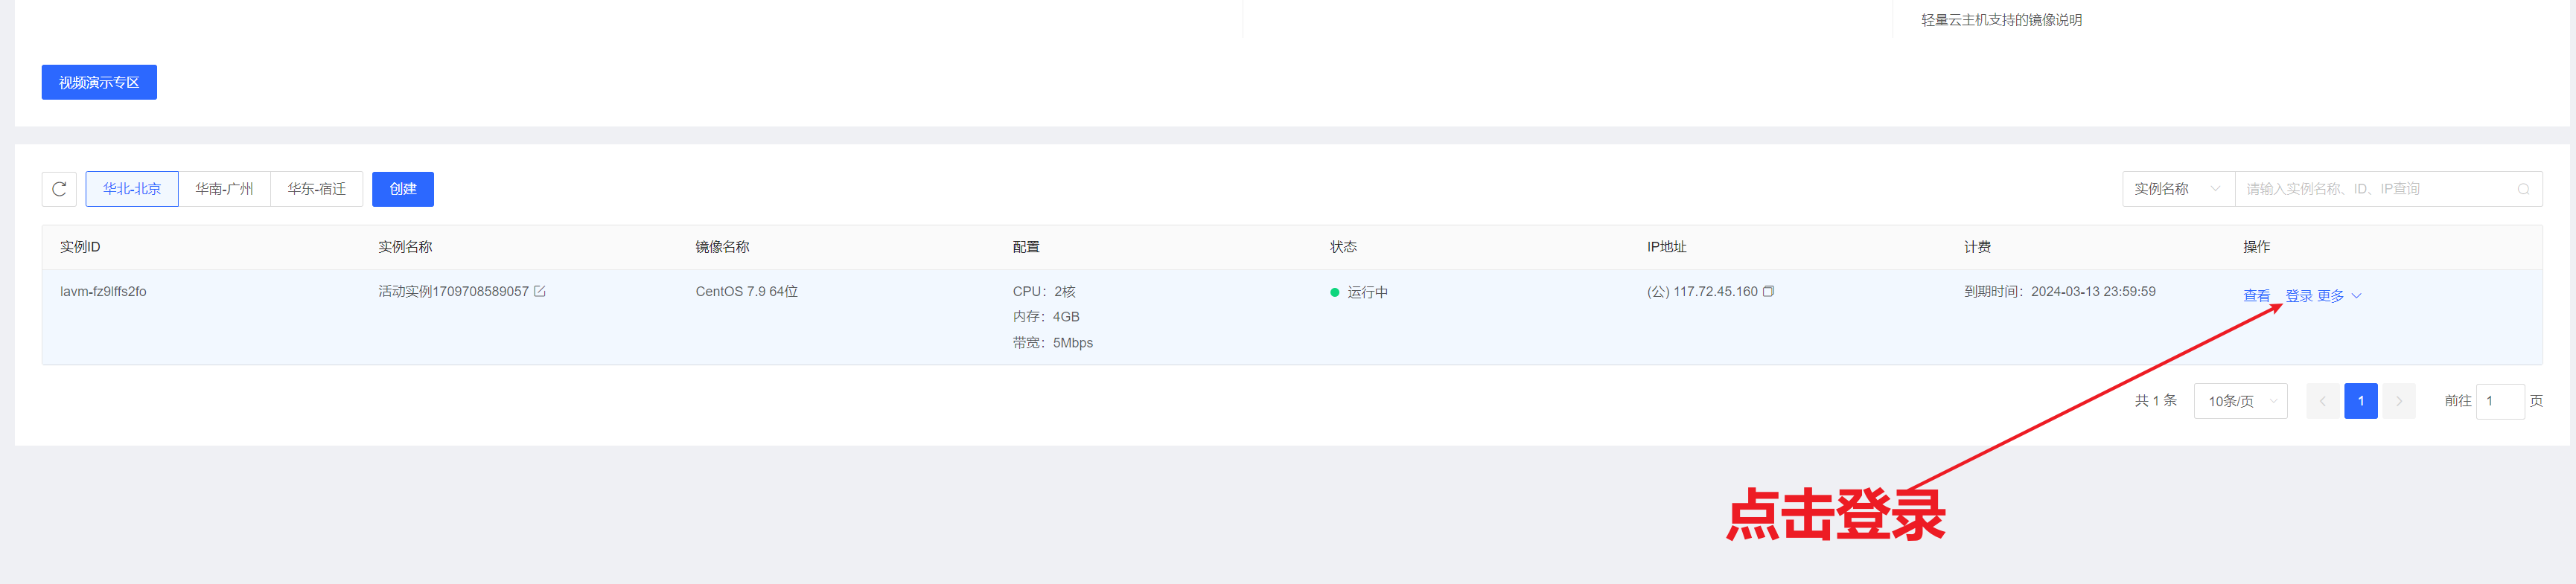 轻量云主机支持的镜像说明
视频演示专区
华北-北京 华南-广州 华东-宿迁 创建 实例名称 请输入实例名称、ID、IP查询
实例ID 实例名称 镜像名称 配置 状态 IP地址 计费 操作
lavm-fz9lffs2fo 活动实例1709708589057 CentOS 7.9 64位 CPU：2核 运行中 (公) 117.72.45.160 到期时间：2024-03-13 23:59:59 查看 登录 更多
内存：4GB
带宽：5Mbps
共 1 条 10条/页 1 前往 1 页
点击登录